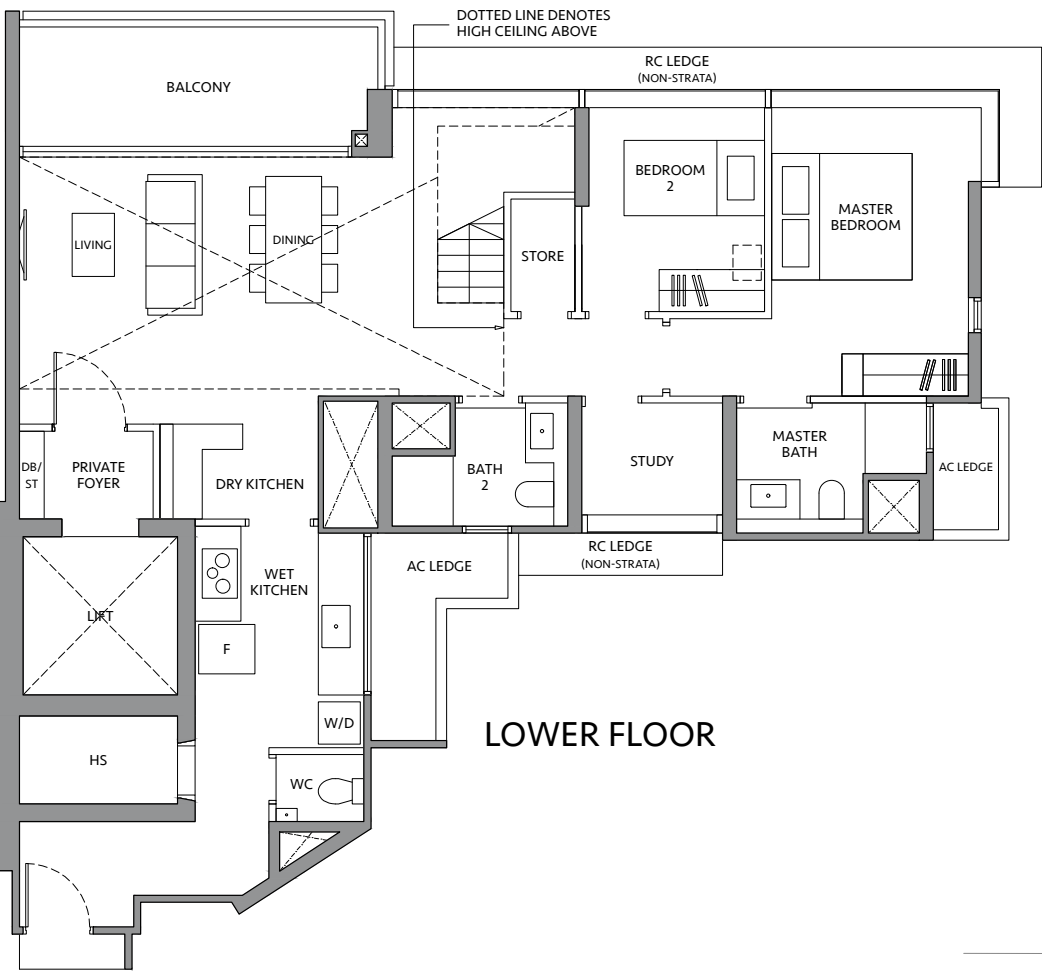 DOTTED LINE DENOTES
HIGH CEILING ABOVE
RC LEDGE
(NON-STRATA)
BALCONY
BEDROOM
2
MASTER
BEDROOM
LIVING
DINING
STORE
DB/
ST
PRIVATE
FOYER
DRY KITCHEN
BATH
2
STUDY
MASTER
BATH
AC LEDGE
RC LEDGE
(NON-STRATA)
AC LEDGE
WET
KITCHEN
LIFT
F
W/D
LOWER FLOOR
HS
WC